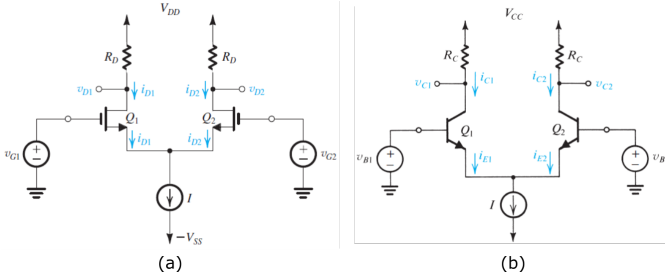 V_DD
R_D R_D
v_D1 i_D1 i_D2 v_D2
Q_1 Q_2
v_G1 + − i_D1 i_D2 + − v_G2
I
−V_SS
(a)
V_CC
R_C R_C
v_C1 i_C1 i_C2 v_C2
Q_1 Q_2
v_B1 + − i_E1 i_E2 + − v_B
I
(b)